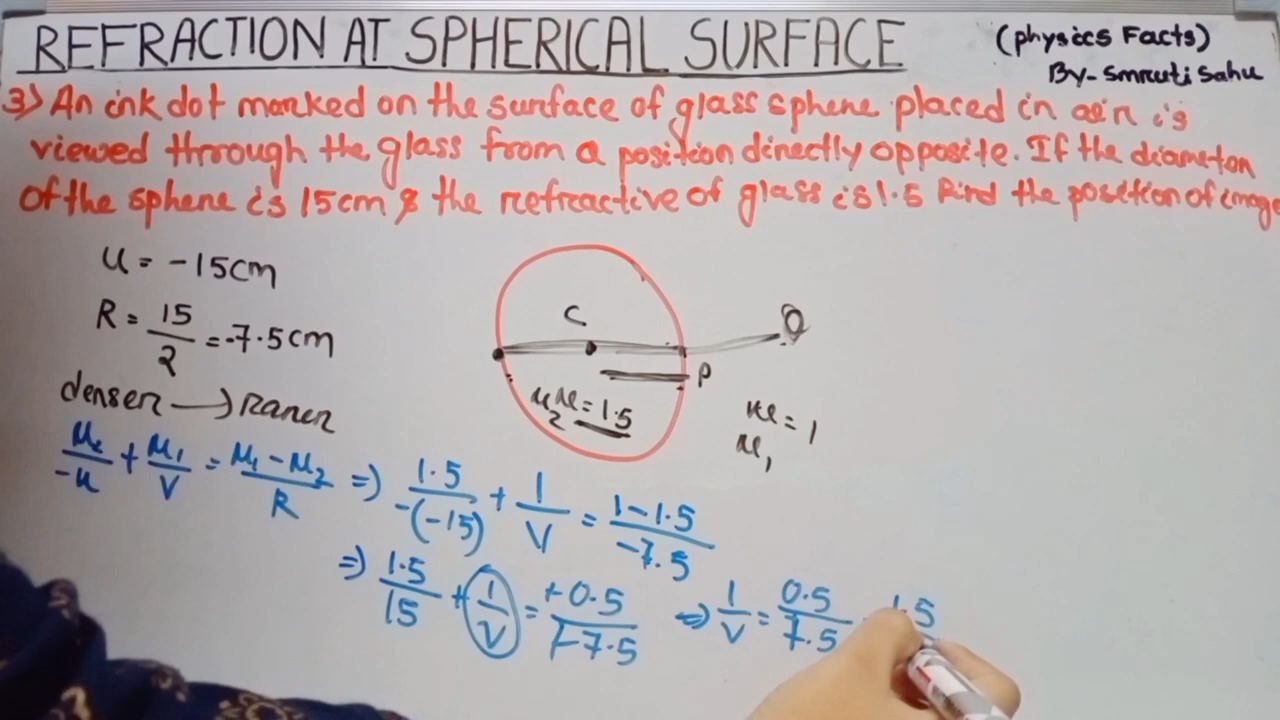 REFRACTION AT SPHERICAL SURFACE
(physics Facts)
By-Smruti Sahu
3) An ink dot marked on the surface of glass sphere placed in air is
viewed through the glass from a position directly opposite. If the diameter
of the sphere is 15cm & the refractive of glass is 1.5 Find the position of image
u = -15cm
R = 15/2 = -7.5cm
denser → rarer
C
O
P
μ2 μ = 1.5
μ = 1
μ1
μ2/-u + μ1/v = μ1 - μ2/R ⇒ 1.5/-(-15) + 1/v = 1-1.5/-7.5
⇒ 1.5/15 + 1/v = +0.5/+7.5 ⇒ 1/v = 0.5/7.5 1.5